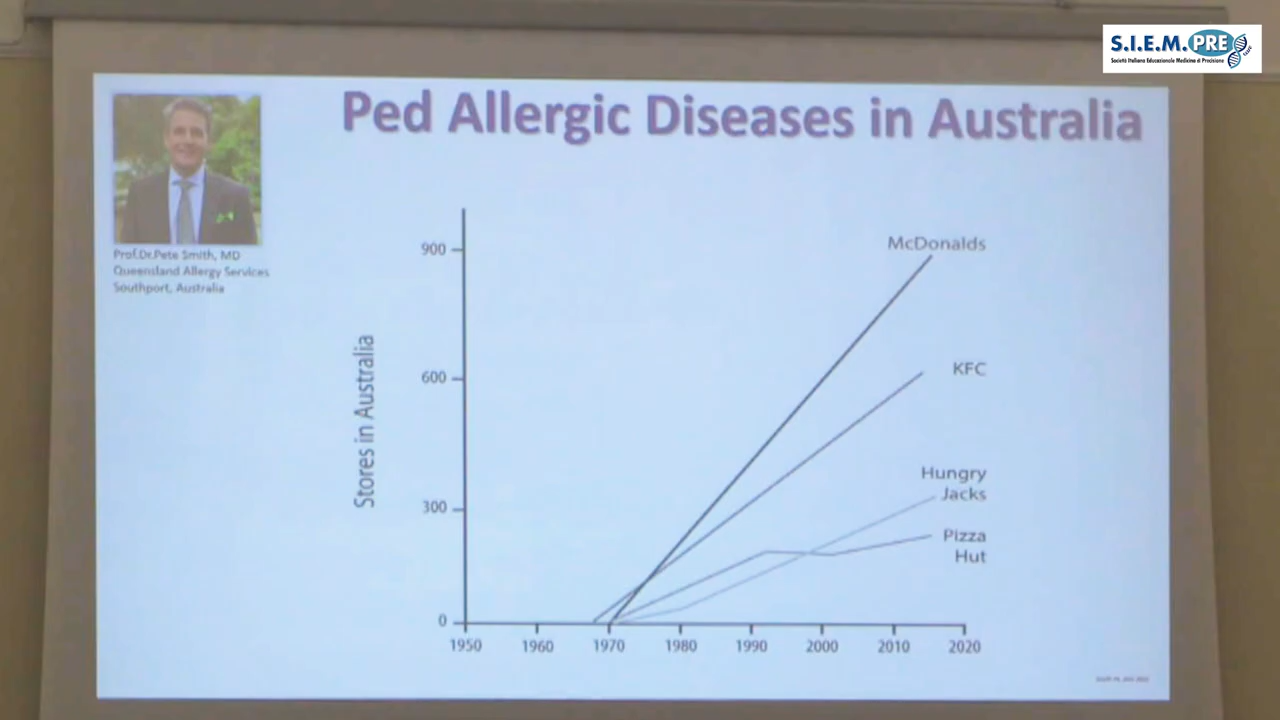 S.I.E.M.PRE
Società Italiana Educazionale Medicina di Precisione
Ped Allergic Diseases in Australia
Prof.Dr.Pete Smith, MD
Queensland Allergy Services
Southport, Australia
Stores in Australia
900
600
300
0
1950 1960 1970 1980 1990 2000 2010 2020
McDonalds
KFC
Hungry
Jacks
Pizza
Hut